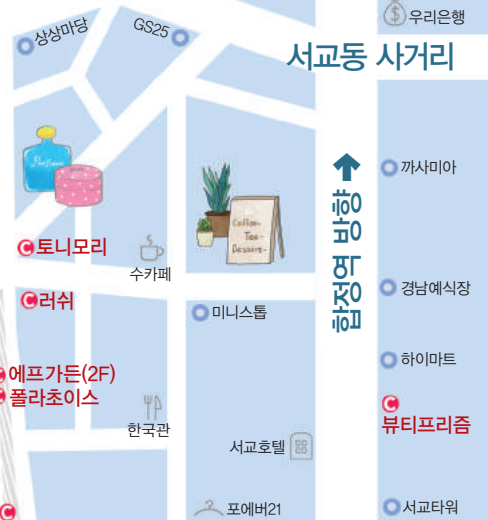 우리은행
상상마당
GS25
서교동 사거리
Perfume
까사미아
합정역 방향
Coffee-
Tea-
Dessert-
토니모리
수카페
러쉬
경남예식장
미니스톱
하이마트
에프가든(2F)
폴라초이스
뷰티프리즘
한국관
서교호텔
포에버21
서교타워